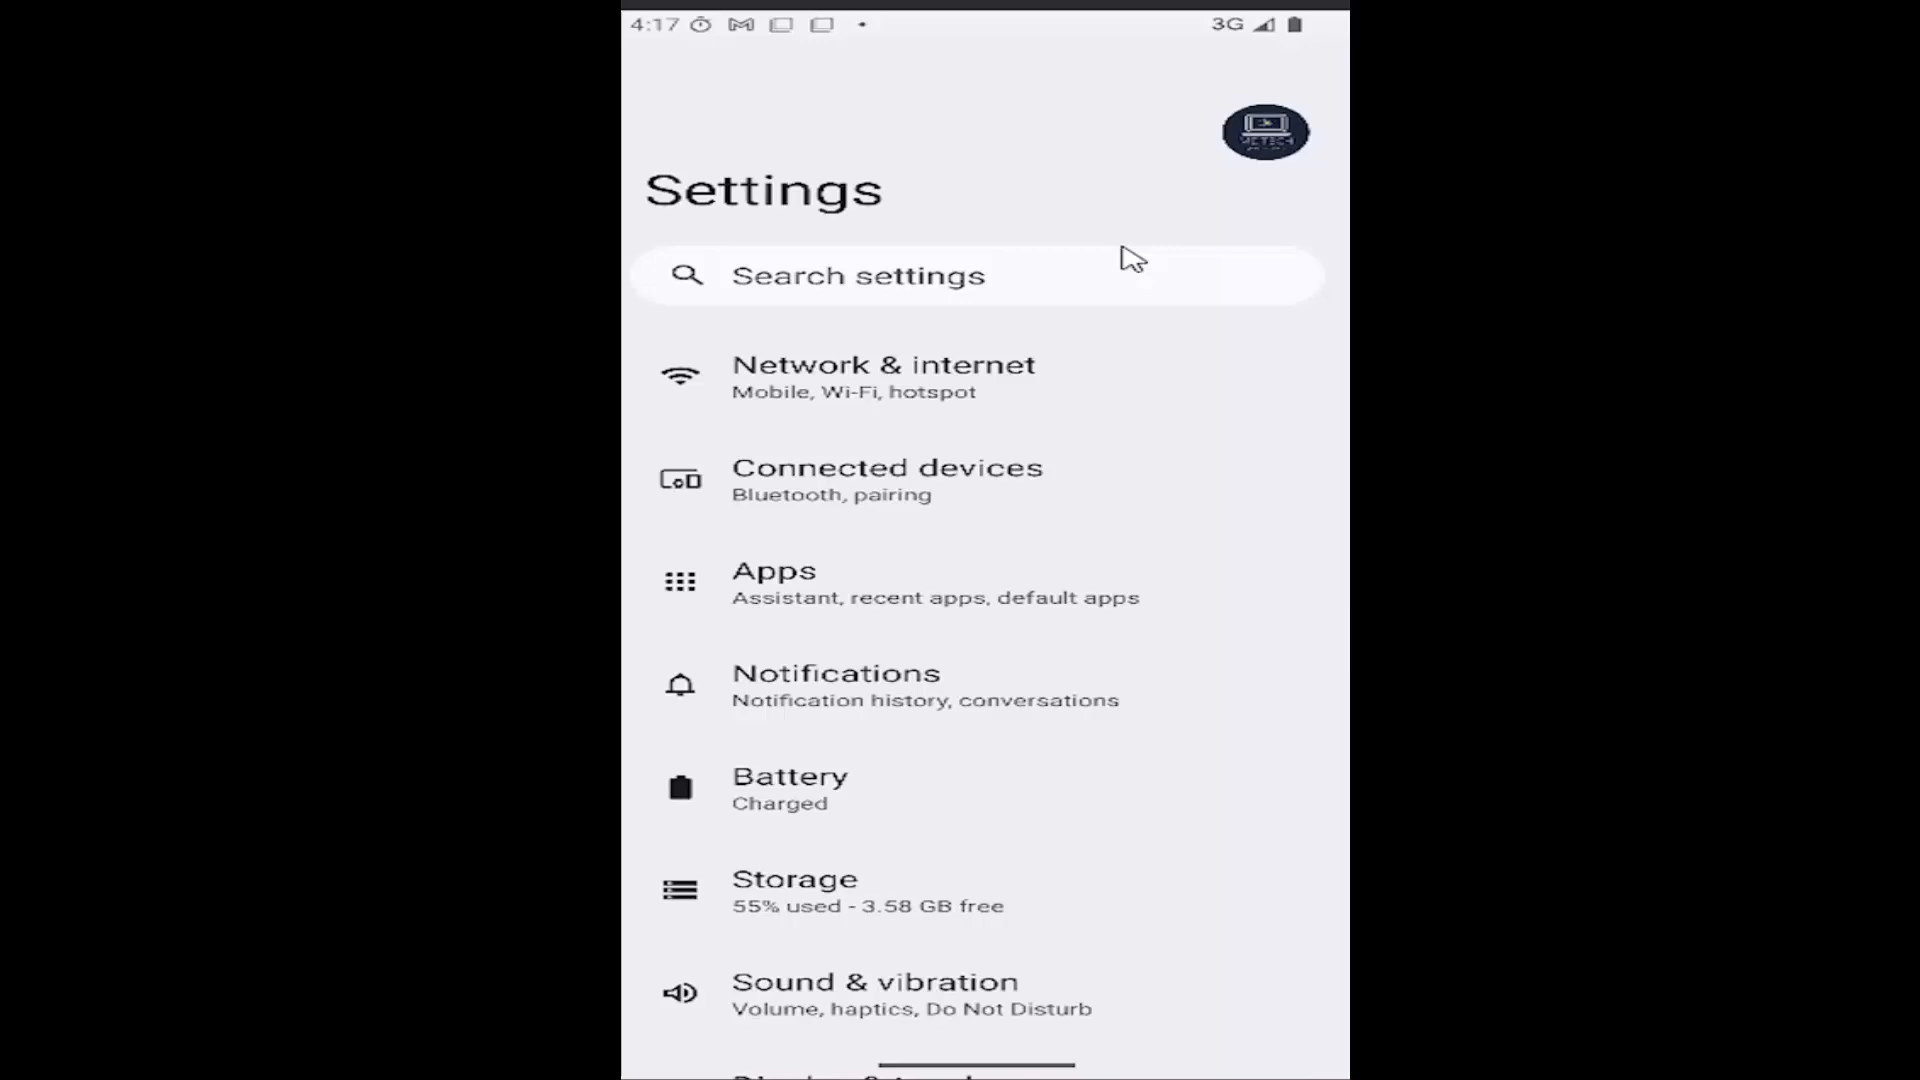 4:17 3G
Settings
Search settings
Network & internet
Mobile, Wi-Fi, hotspot
Connected devices
Bluetooth, pairing
Apps
Assistant, recent apps, default apps
Notifications
Notification history, conversations
Battery
Charged
Storage
55% used - 3.58 GB free
Sound & vibration
Volume, haptics, Do Not Disturb